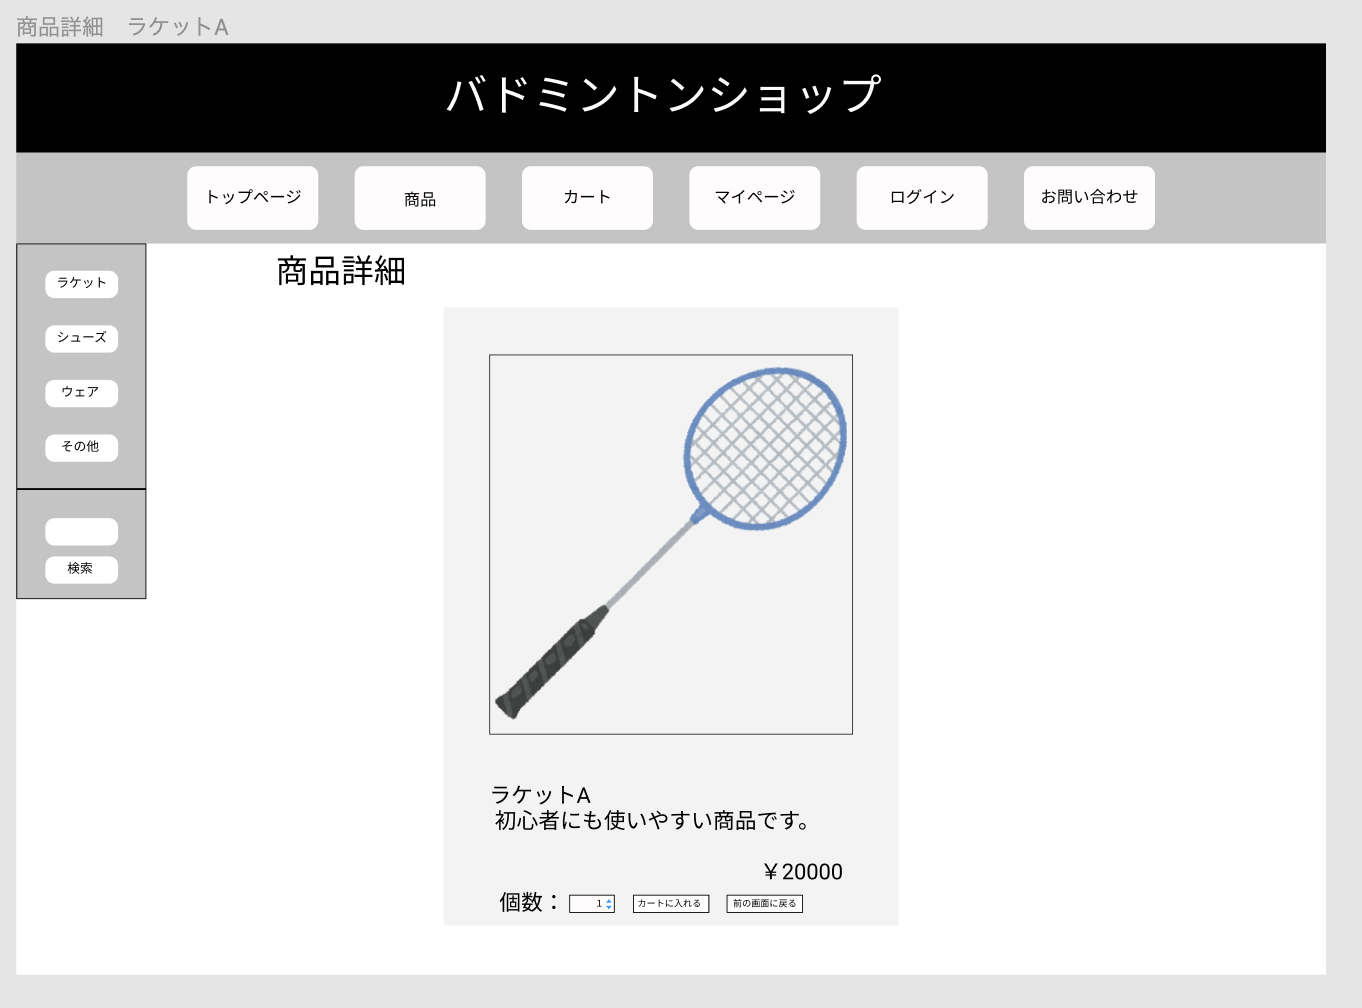 商品詳細　ラケットA
バドミントンショップ
トップページ
商品
カート
マイページ
ログイン
お問い合わせ
ラケット
シューズ
ウェア
その他
検索
商品詳細
ラケットA
初心者にも使いやすい商品です。
￥20000
個数：
1
カートに入れる
前の画面に戻る